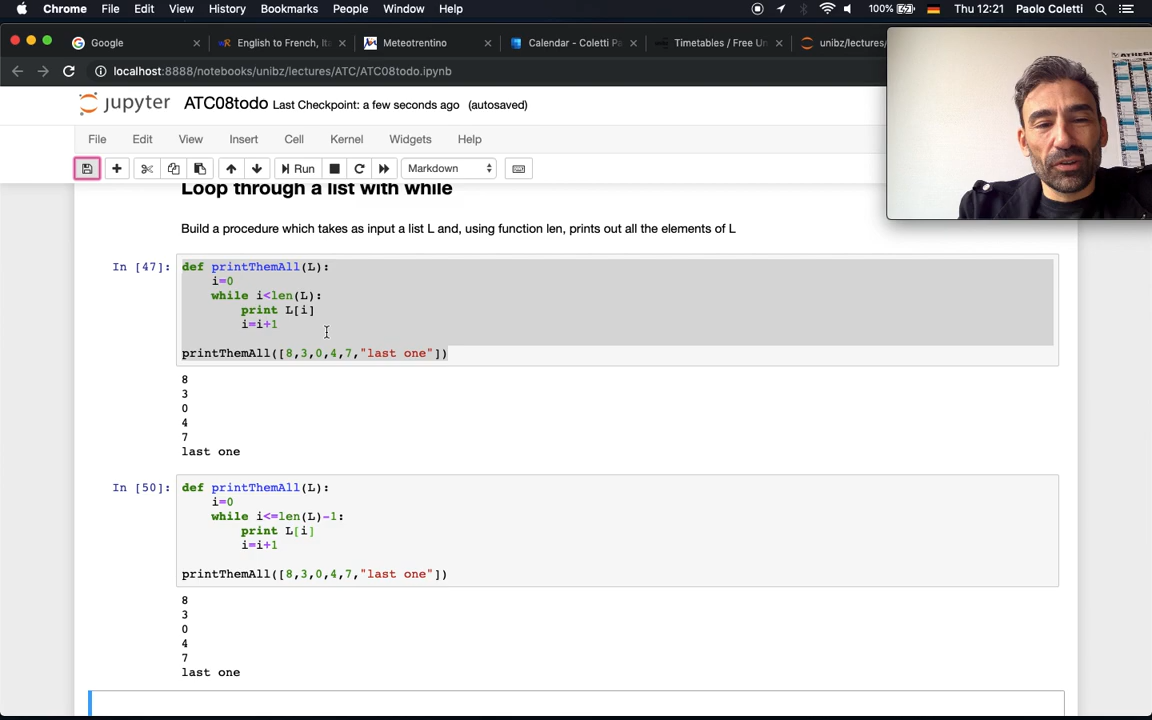 Chrome File Edit View History Bookmarks People Window Help 100% Thu 12:21 Paolo Coletti
Google English to French, Ita Meteotrentino Calendar - Coletti Pa Timetables / Free Un unibz/lectures/
localhost:8888/notebooks/unibz/lectures/ATC/ATC08todo.ipynb
jupyter ATC08todo Last Checkpoint: a few seconds ago (autosaved)
File Edit View Insert Cell Kernel Widgets Help
Run Markdown
Loop through a list with while
Build a procedure which takes as input a list L and, using function len, prints out all the elements of L
In [47]: def printThemAll(L):
i=0
while i<len(L):
print L[i]
i=i+1
printThemAll([8,3,0,4,7,"last one"])
8
3
0
4
7
last one
In [50]: def printThemAll(L):
i=0
while i<=len(L)-1:
print L[i]
i=i+1
printThemAll([8,3,0,4,7,"last one"])
8
3
0
4
7
last one